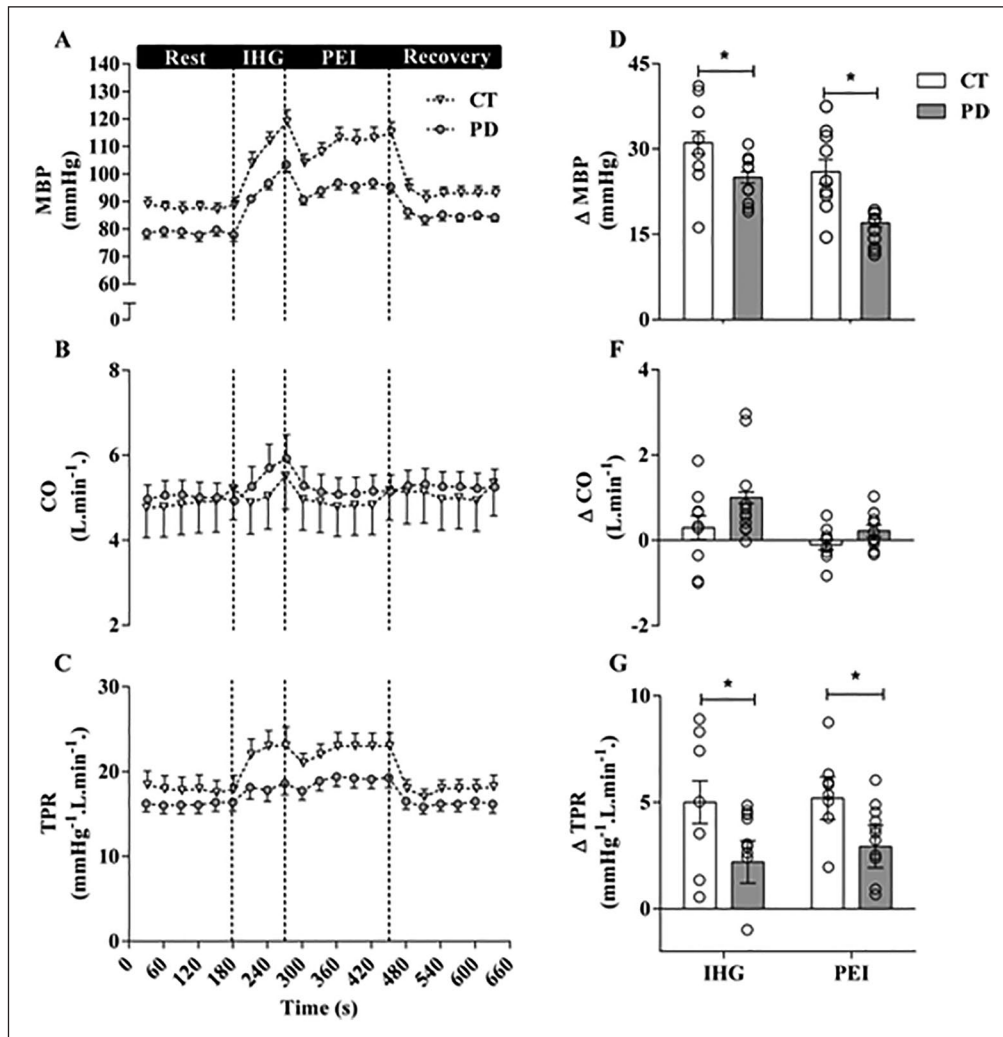 A
Rest IHG PEI Recovery
140
130
120
110
100
90
80
70
60
0
MBP
(mmHg)
CT
PD
B
8
6
4
2
CO
(L.min⁻¹.)
C
30
20
10
0
TPR
(mmHg⁻¹.L.min⁻¹.)
0 60 120 180 240 300 360 420 480 540 600 660
Time (s)
D
45
30
15
0
Δ MBP
(mmHg)
* *
CT
PD
F
4
2
0
-2
Δ CO
(L.min⁻¹.)
G
10
5
0
Δ TPR
(mmHg⁻¹.L.min⁻¹.)
* *
IHG PEI